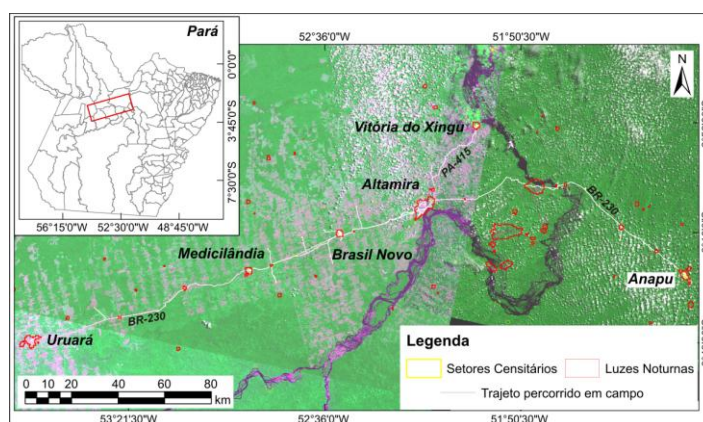 Pará
52°36'0"W
51°50'30"W
N
0°0'0"
3°45'0"S
7°30'0"S
56°15'0"W
52°30'0"W
48°45'0"W
Vitória do Xingu
PA-415
Altamira
BR-230
Medicilândia
Brasil Novo
Anapu
BR-230
Uruará
Legenda
Setores Censitários
Luzes Noturnas
Trajeto percorrido em campo
0 5 10 20 40 60 80
km
53°21'30"W
52°36'0"W
51°50'30"W